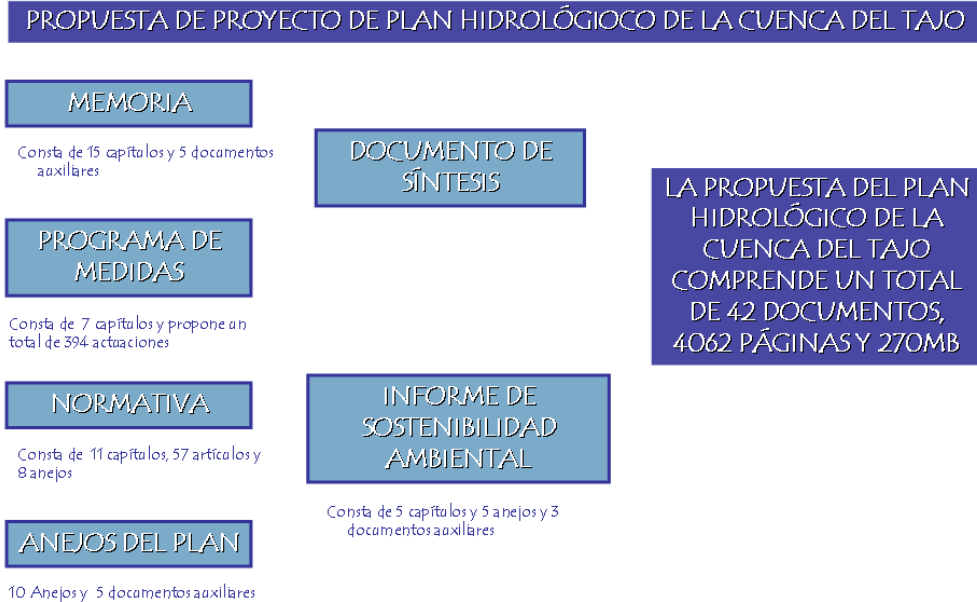 PROPUESTA DE PROYECTO DE PLAN HIDROLÓGIOCO DE LA CUENCA DEL TAJO
MEMORIA
Consta de 15 capítulos y 5 documentos
auxiliares
PROGRAMA DE
MEDIDAS
Consta de 7 capítulos y propone un
total de 394 actuaciones
NORMATIVA
Consta de 11 capítulos, 57 artículos y
8 anejos
ANEJOS DEL PLAN
10 Anejos y 5 documentos auxiliares
DOCUMENTO DE
SÍNTESIS
INFORME DE
SOSTENIBILIDAD
AMBIENTAL
Consta de 5 capítulos y 5 anejos y 3
documentos auxiliares
LA PROPUESTA DEL PLAN
HIDROLÓGICO DE LA
CUENCA DEL TAJO
COMPRENDE UN TOTAL
DE 42 DOCUMENTOS,
4062 PÁGINAS Y 270MB